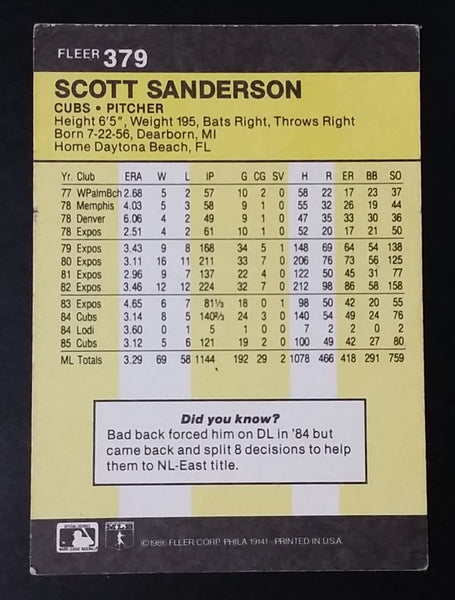 FLEER 379
SCOTT SANDERSON
CUBS • PITCHER
Height 6'5", Weight 195, Bats Right, Throws Right
Born 7-22-56, Dearborn, MI
Home Daytona Beach, FL
Yr. Club ERA W L IP G CG SV H R ER BB SO
77 WPalmBch 2.68 5 2 57 10 2 0 58 22 17 23 37
78 Memphis 4.03 5 3 58 9 1 0 55 32 26 19 44
78 Denver 6.06 4 2 49 9 1 0 47 35 33 30 36
78 Expos 2.51 4 2 61 10 1 0 52 20 17 21 50
79 Expos 3.43 9 8 168 34 5 1 148 69 64 54 138
80 Expos 3.11 16 11 211 33 7 0 206 76 73 56 125
81 Expos 2.96 9 7 137 22 4 0 122 50 45 31 77
82 Expos 3.46 12 12 224 32 7 0 212 98 86 58 158
83 Expos 4.65 6 7 81⅓ 18 0 1 98 50 42 20 55
84 Cubs 3.14 8 5 140⅔ 24 3 0 140 54 49 24 76
84 Lodi 3.60 0 1 5 1 0 0 7 2 2 0 2
85 Cubs 3.12 5 6 121 19 2 0 100 49 42 27 80
ML Totals 3.29 69 58 1144 192 29 2 1078 466 418 291 759
Did you know?
Bad back forced him on DL in '84 but
came back and split 8 decisions to help
them to NL-East title.
©1986 FLEER CORP. PHILA 19141 - PRINTED IN U.S.A.